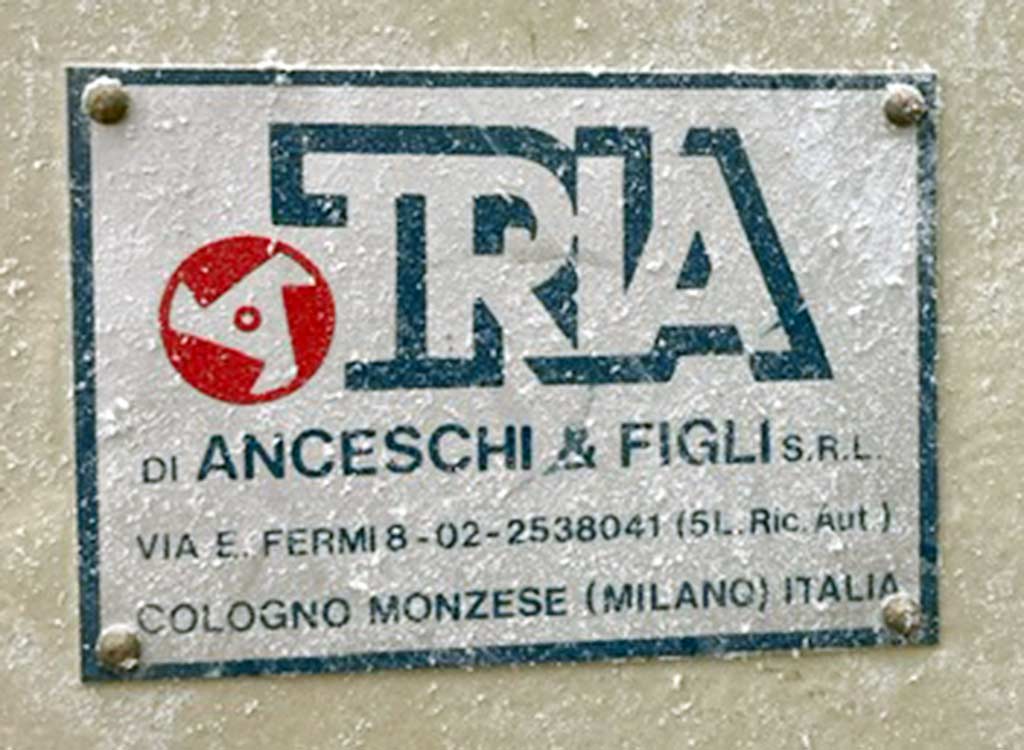 TRIA
DI ANCESCHI & FIGLI S.R.L.
VIA E. FERMI 8-02-2538041 (5L. Ric. Aut.)
COLOGNO MONZESE (MILANO) ITALIA